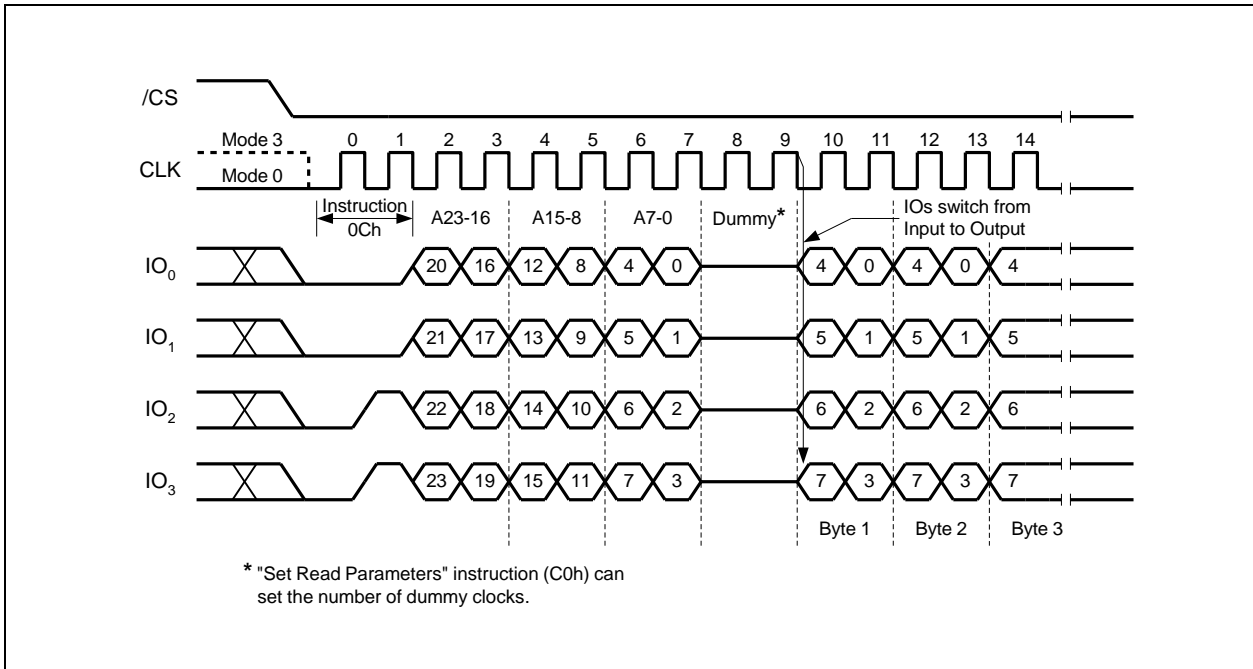 /CS
Mode 3 0 1 2 3 4 5 6 7 8 9 10 11 12 13 14
CLK
Mode 0
Instruction
0Ch
A23-16 A15-8 A7-0 Dummy*
IOs switch from
Input to Output
IO0 20 16 12 8 4 0 4 0 4 0 4
IO1 21 17 13 9 5 1 5 1 5 1 5
IO2 22 18 14 10 6 2 6 2 6 2 6
IO3 23 19 15 11 7 3 7 3 7 3 7
Byte 1 Byte 2 Byte 3
* "Set Read Parameters" instruction (C0h) can
set the number of dummy clocks.